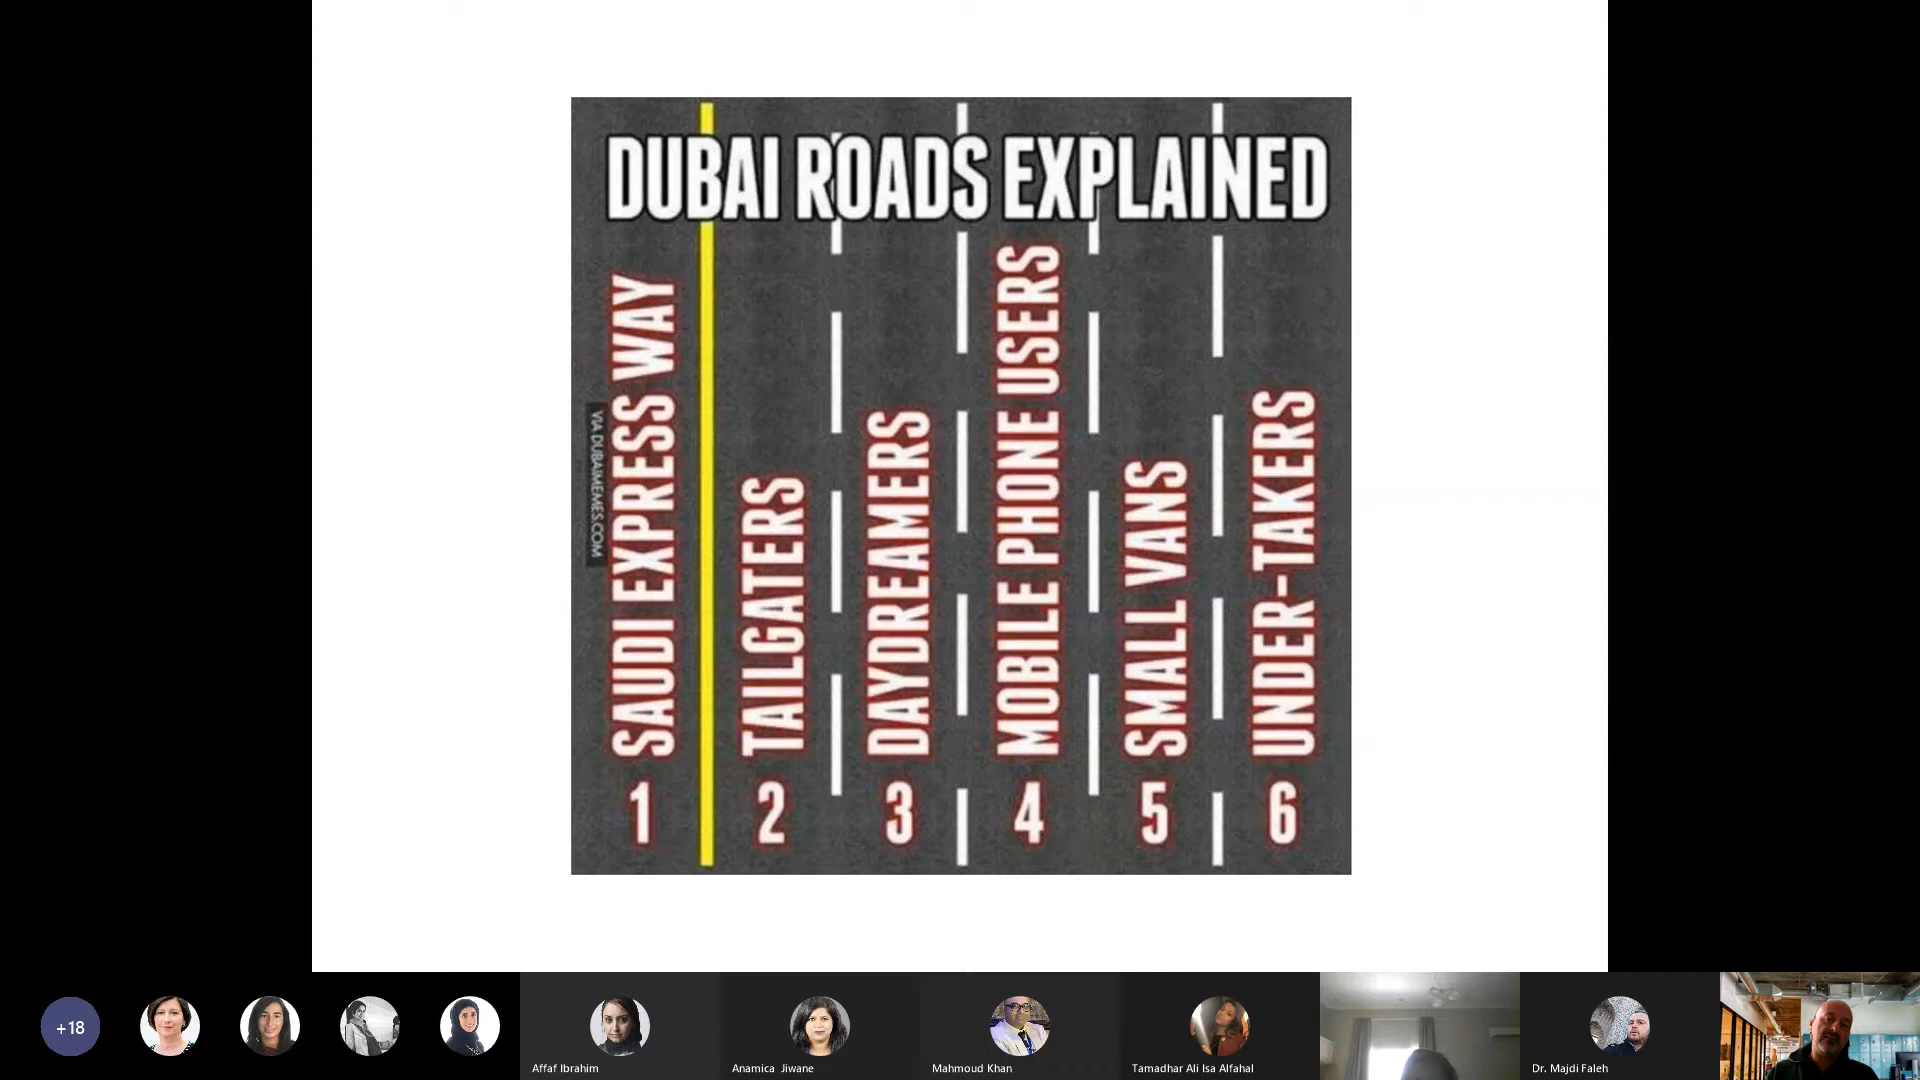 DUBAI ROADS EXPLAINED
VIA DUBAIMEMES.COM
SAUDI EXPRESS WAY
TAILGATERS
DAYDREAMERS
MOBILE PHONE USERS
SMALL VANS
UNDER-TAKERS
1 2 3 4 5 6
+18
Affaf Ibrahim
Anamica Jiwane
Mahmoud Khan
Tamadhar Ali Isa Alfahal
Dr. Majdi Faleh